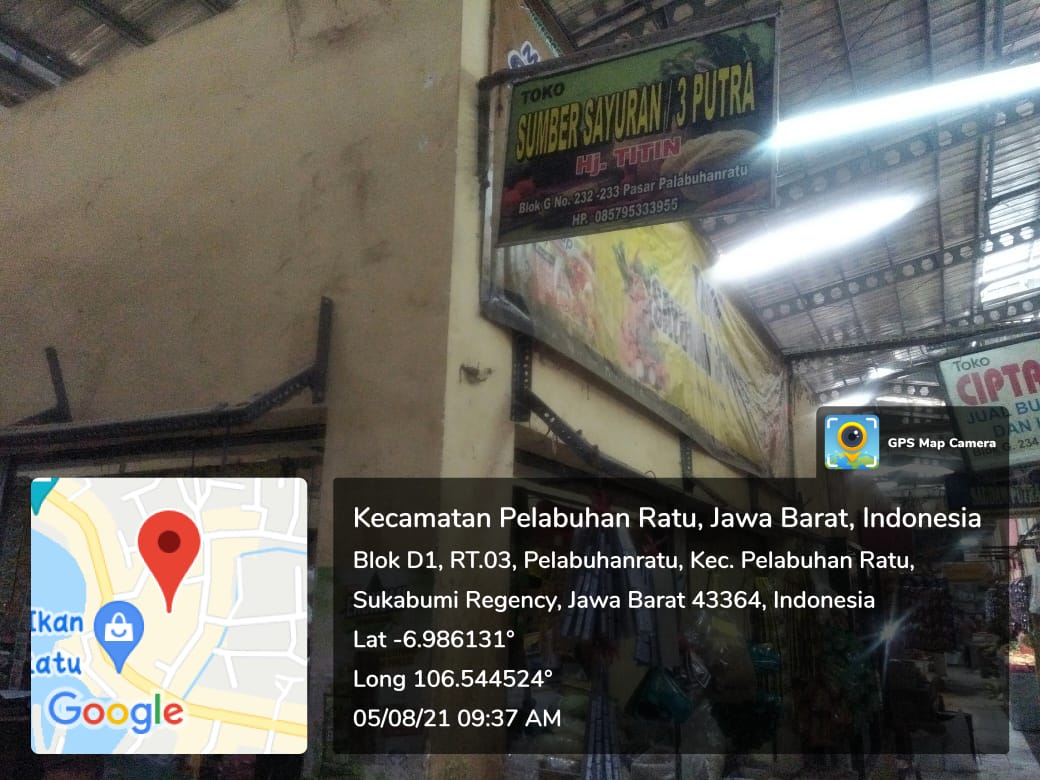 TOKO
SUMBER SAYURAN / 3 PUTRA
Hj. TITIN
Blok G No. 232 -233 Pasar Palabuhanratu
HP. 085795333955
Toko
CIPTA
JUAL BU
DAN
Blok G. 234
GPS Map Camera
Kecamatan Pelabuhan Ratu, Jawa Barat, Indonesia
Blok D1, RT.03, Pelabuhanratu, Kec. Pelabuhan Ratu,
Sukabumi Regency, Jawa Barat 43364, Indonesia
Lat -6.986131°
Long 106.544524°
05/08/21 09:37 AM
ikan
atu
Google